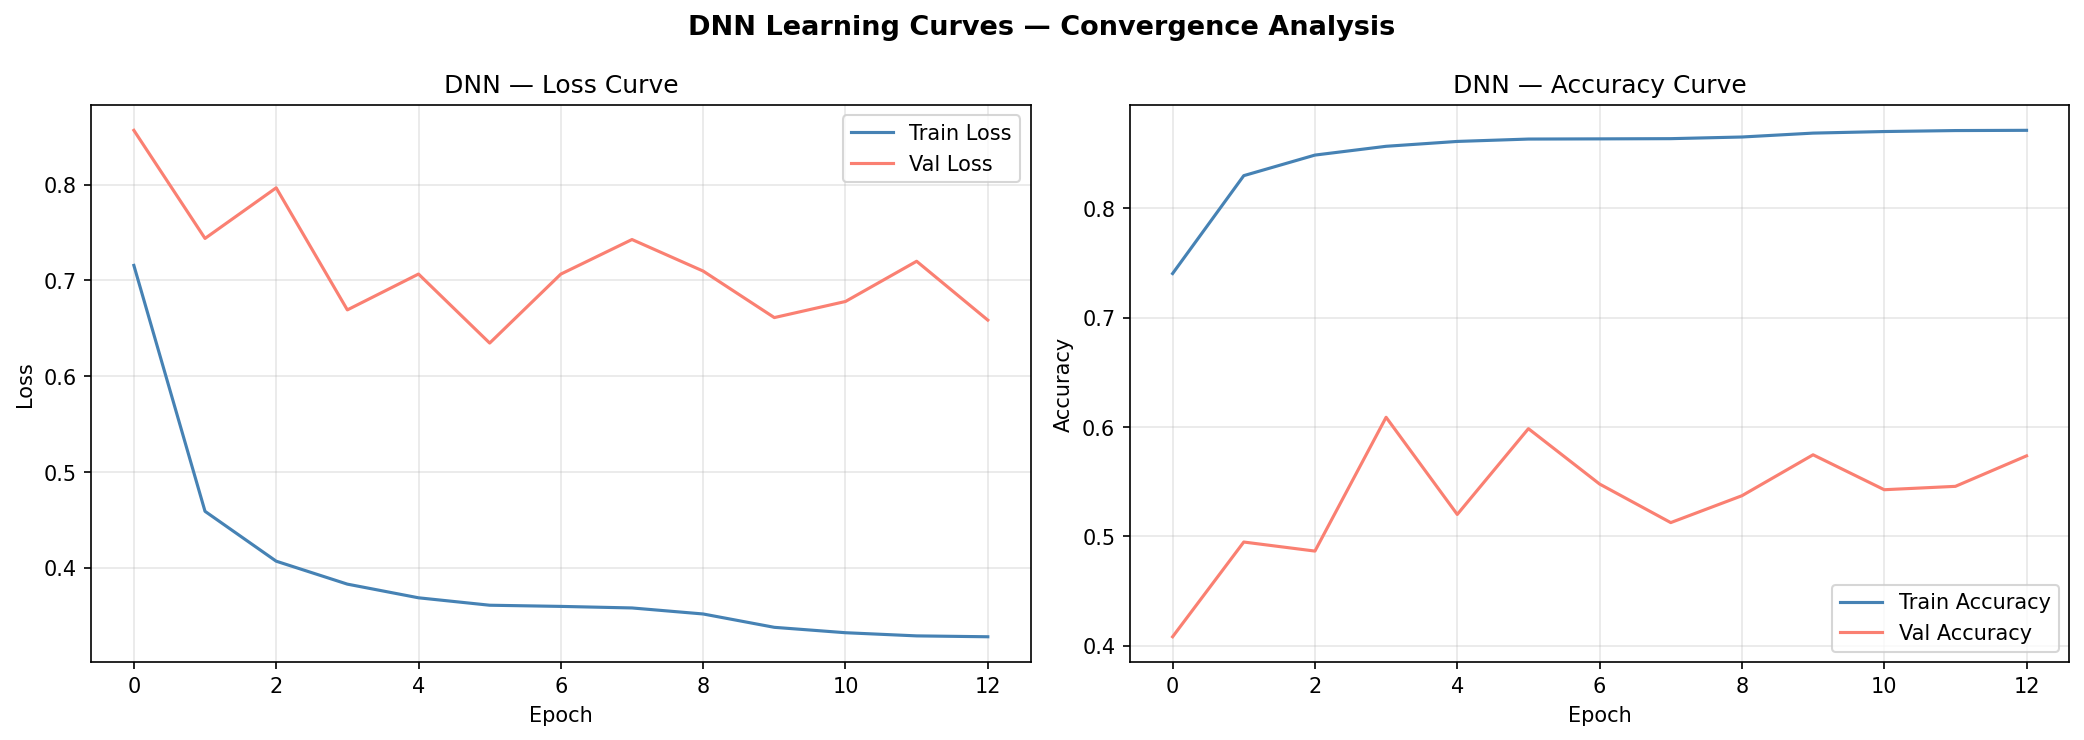 DNN Learning Curves — Convergence Analysis
DNN — Loss Curve
Loss
0.8
0.7
0.6
0.5
0.4
Train Loss
Val Loss
0 2 4 6 8 10 12
Epoch
DNN — Accuracy Curve
Accuracy
0.8
0.7
0.6
0.5
0.4
Train Accuracy
Val Accuracy
0 2 4 6 8 10 12
Epoch